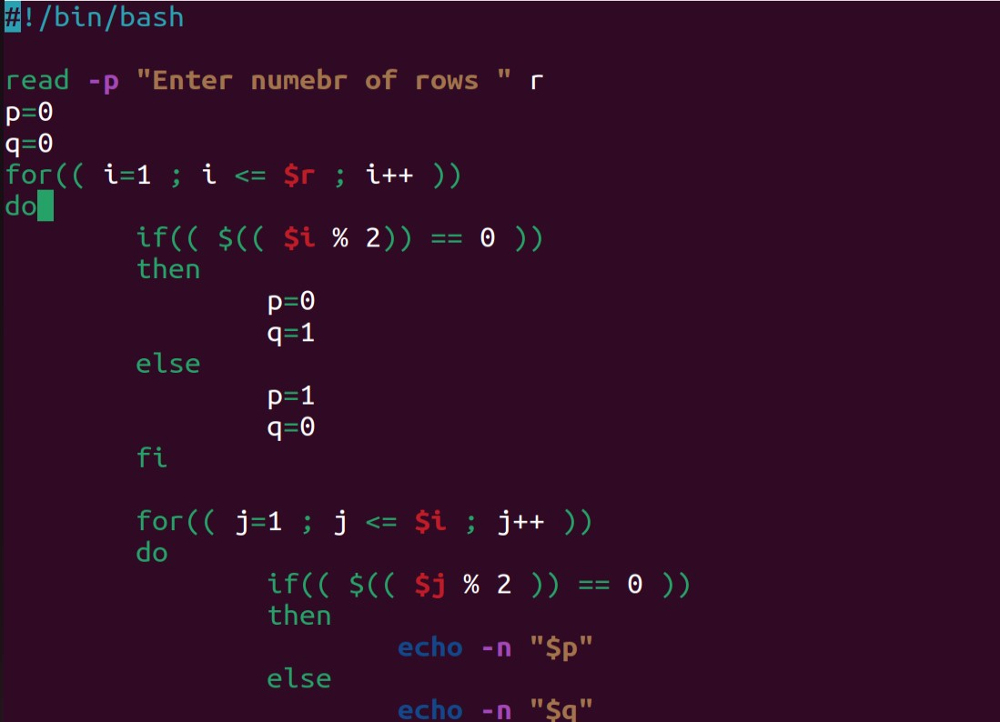 #!/bin/bash
read -p "Enter numebr of rows " r
p=0
q=0
for(( i=1 ; i <= $r ; i++ ))
do
if(( $(( $i % 2)) == 0 ))
then
p=0
q=1
else
p=1
q=0
fi
for(( j=1 ; j <= $i ; j++ ))
do
if(( $(( $j % 2 )) == 0 ))
then
echo -n "$p"
else
echo -n "$q"